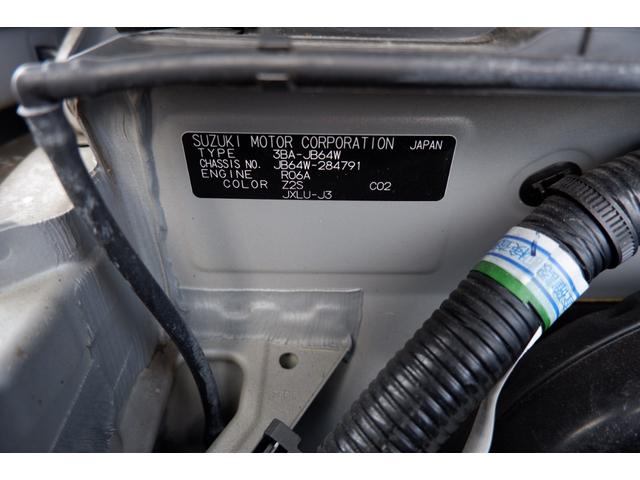 SUZUKI MOTOR CORPORATION JAPAN
TYPE 3BA-JB64W
CHASSIS NO. JB64W-284791
ENGINE R06A
COLOR Z2S C02
JXLU-J3